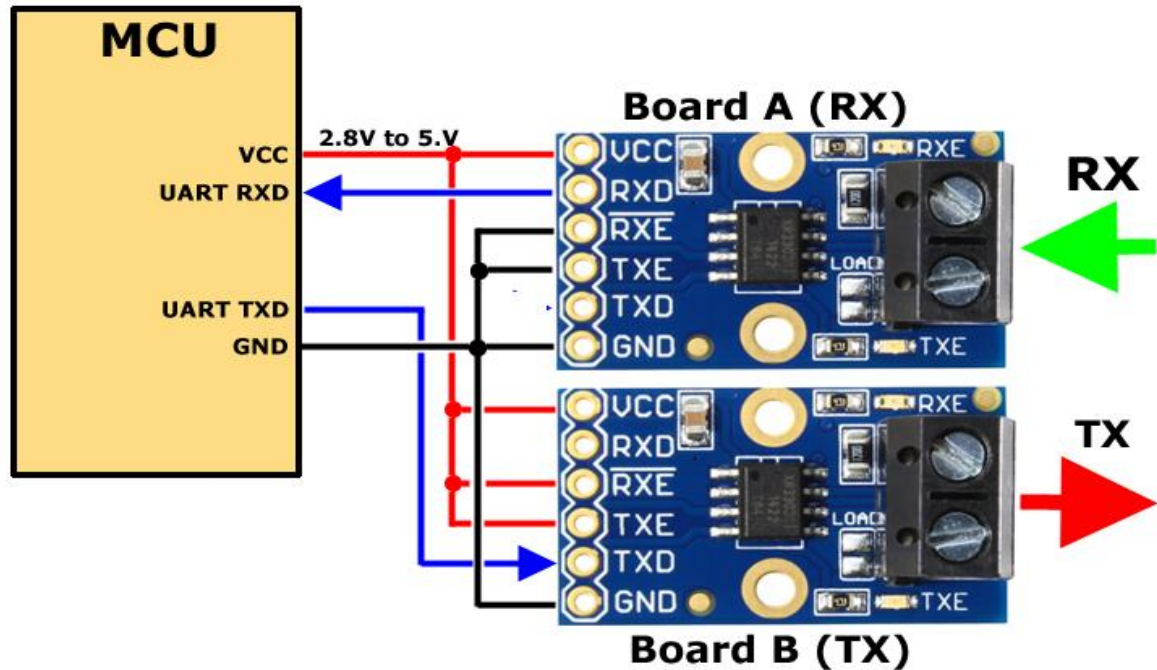 MCU
VCC
UART RXD
UART TXD
GND
2.8V to 5.V
Board A (RX)
VCC
RXD
RXE
TXE
TXD
GND
RXE
LOAD
TXE
RX
VCC
RXD
RXE
TXE
TXD
GND
RXE
LOAD
TXE
TX
Board B (TX)